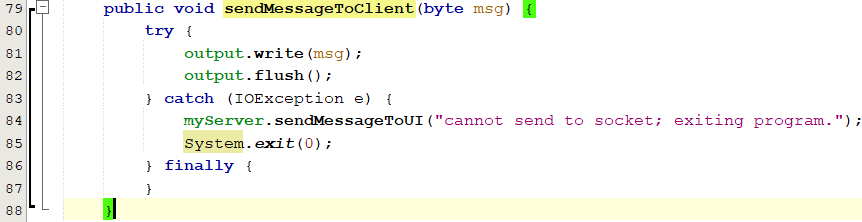 79 public void sendMessageToClient(byte msg) {
80 try {
81 output.write(msg);
82 output.flush();
83 } catch (IOException e) {
84 myServer.sendMessageToUI("cannot send to socket; exiting program.");
85 System.exit(0);
86 } finally {
87 }
88 }